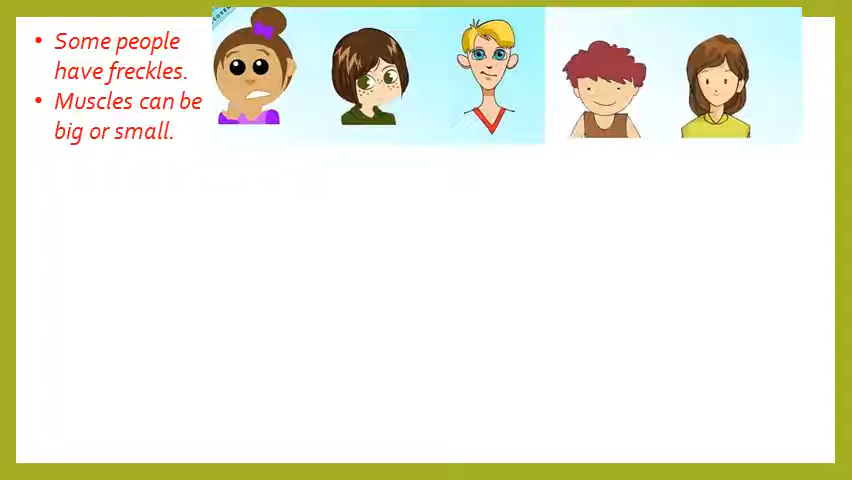 • Some people
have freckles.
• Muscles can be
big or small.